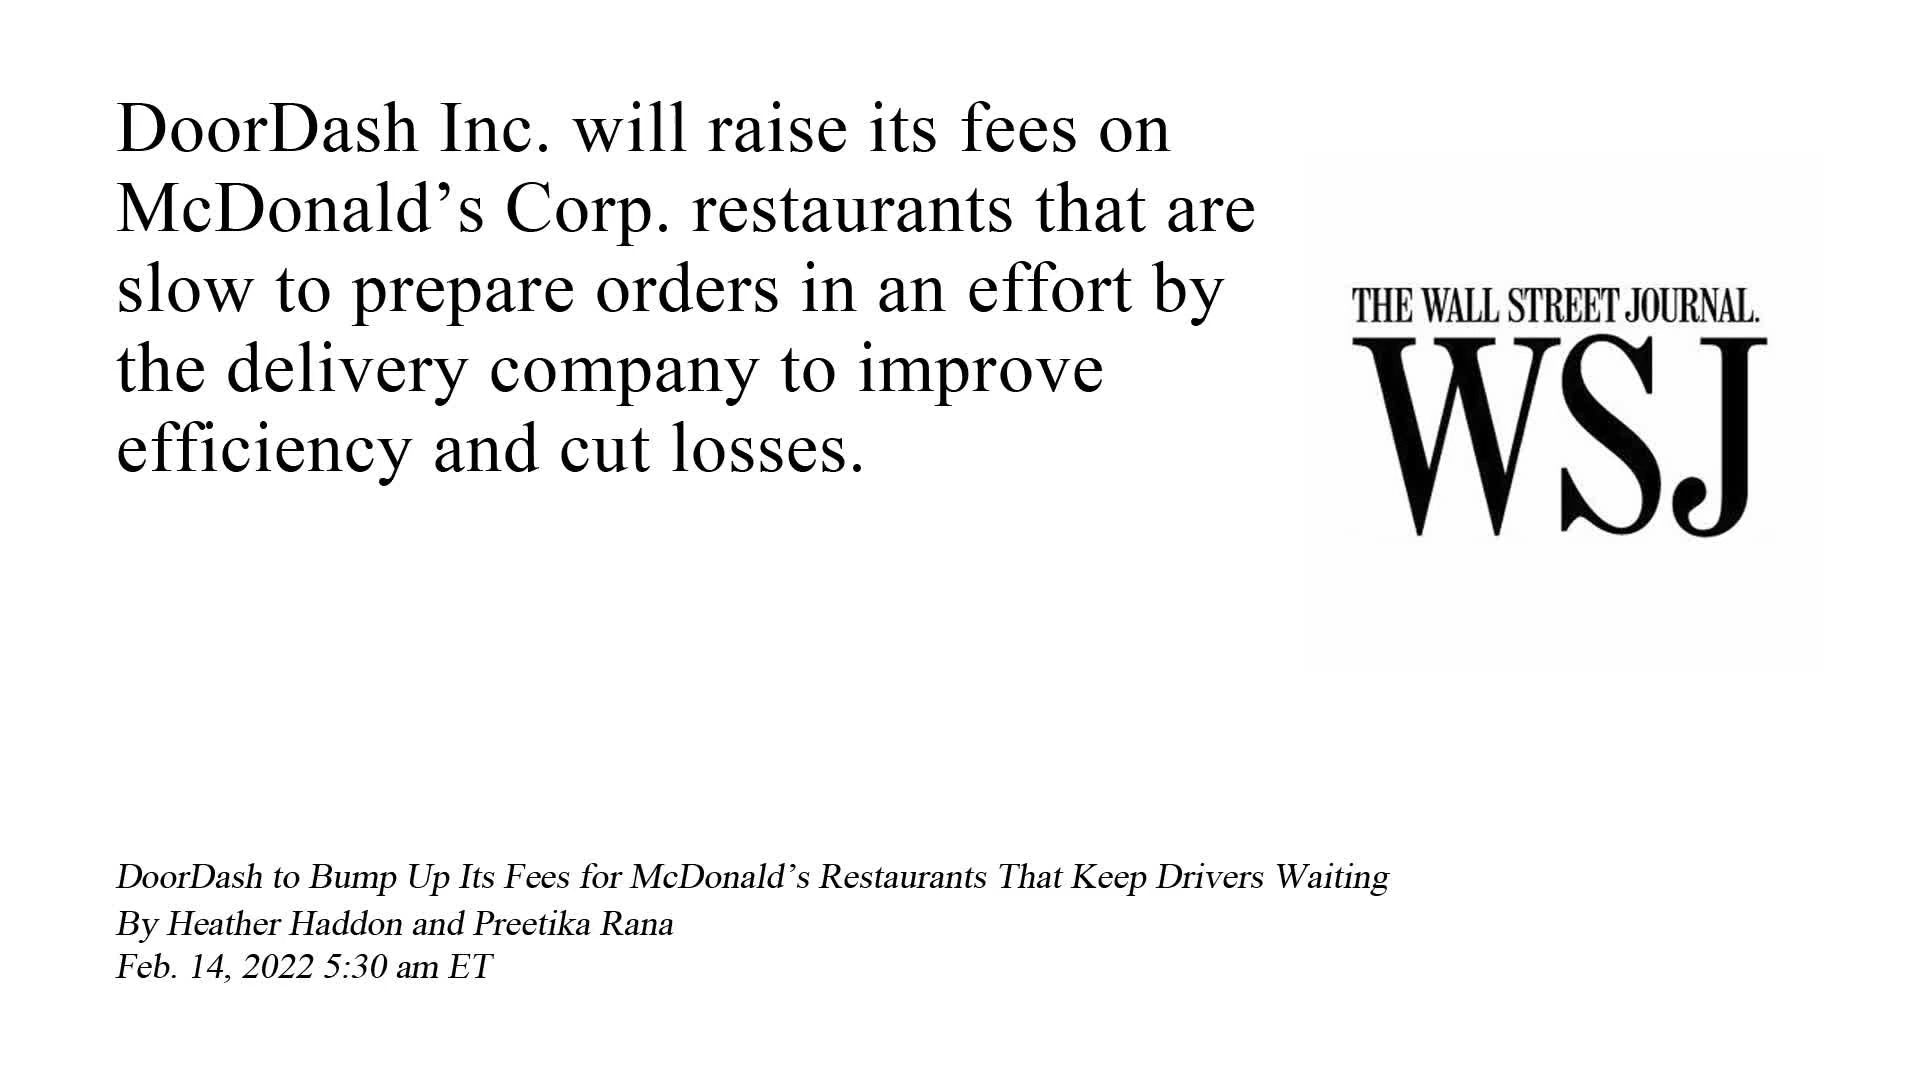 DoorDash Inc. will raise its fees on
McDonald’s Corp. restaurants that are
slow to prepare orders in an effort by
the delivery company to improve
efficiency and cut losses.
THE WALL STREET JOURNAL.
WSJ
DoorDash to Bump Up Its Fees for McDonald’s Restaurants That Keep Drivers Waiting
By Heather Haddon and Preetika Rana
Feb. 14, 2022 5:30 am ET